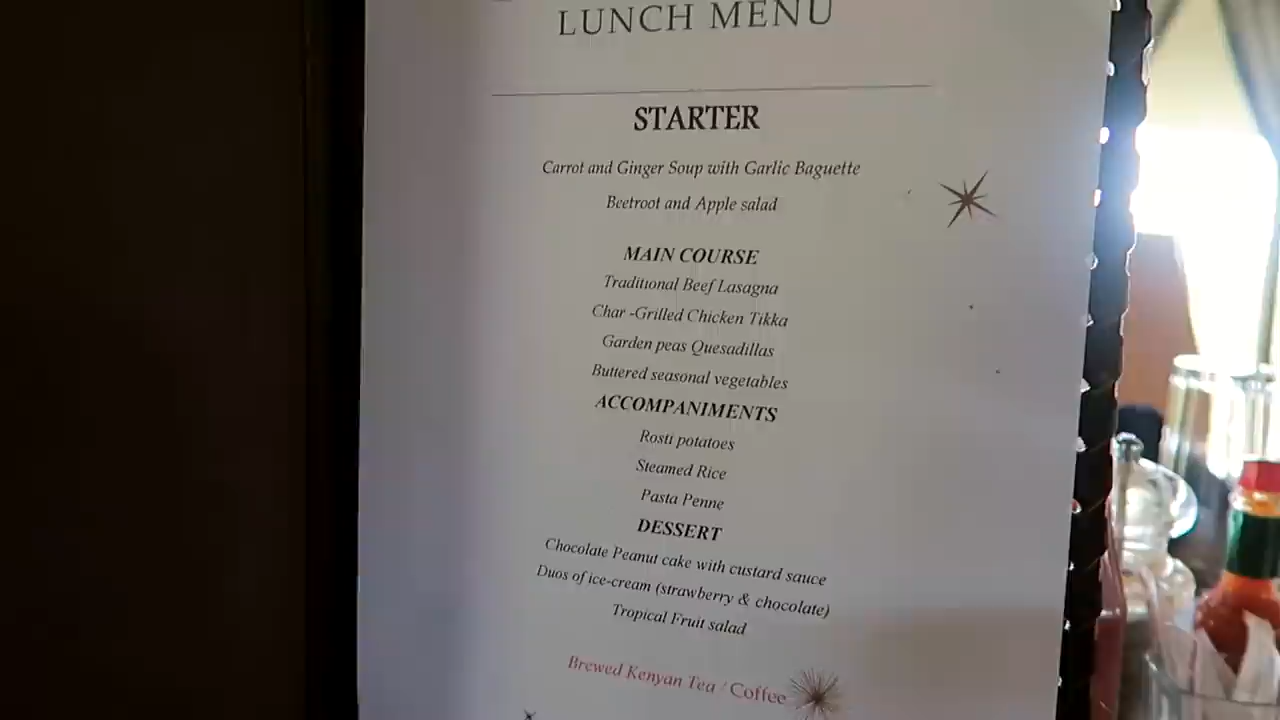 LUNCH MENU
STARTER
Carrot and Ginger Soup with Garlic Baguette
Beetroot and Apple salad
MAIN COURSE
Traditional Beef Lasagna
Char -Grilled Chicken Tikka
Garden peas Quesadillas
Buttered seasonal vegetables
ACCOMPANIMENTS
Rosti potatoes
Steamed Rice
Pasta Penne
DESSERT
Chocolate Peanut cake with custard sauce
Duos of ice-cream (strawberry & chocolate)
Tropical Fruit salad
Brewed Kenyan Tea / Coffee